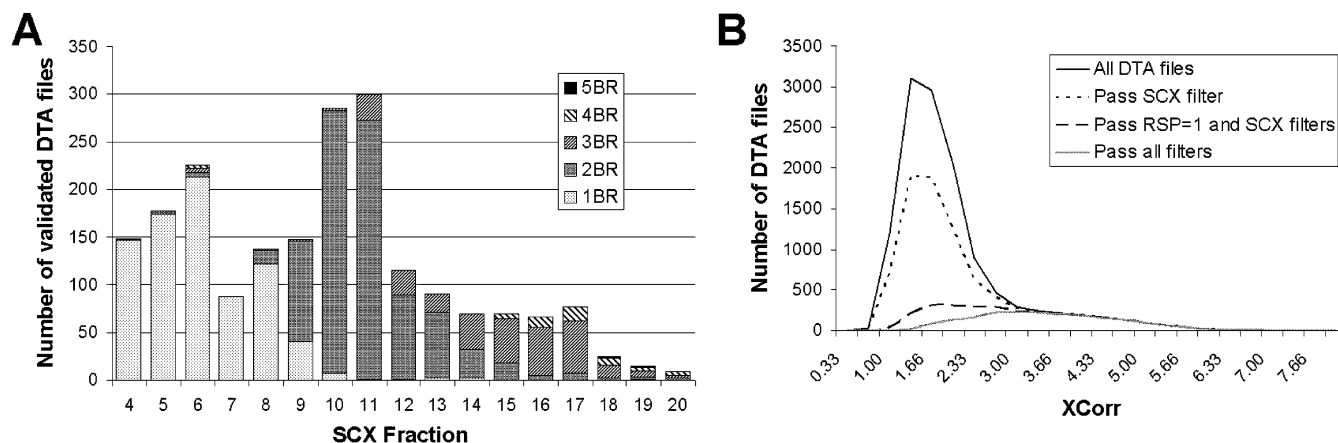 A
Number of validated DTA files
350
300
250
200
150
100
50
0
5BR
4BR
3BR
2BR
1BR
4 5 6 7 8 9 10 11 12 13 14 15 16 17 18 19 20
SCX Fraction
B
Number of DTA files
3500
3000
2500
2000
1500
1000
500
0
All DTA files
Pass SCX filter
Pass RSP=1 and SCX filters
Pass all filters
0.33 1.00 1.66 2.33 3.00 3.66 4.33 5.00 5.66 6.33 7.00 7.66
XCorr